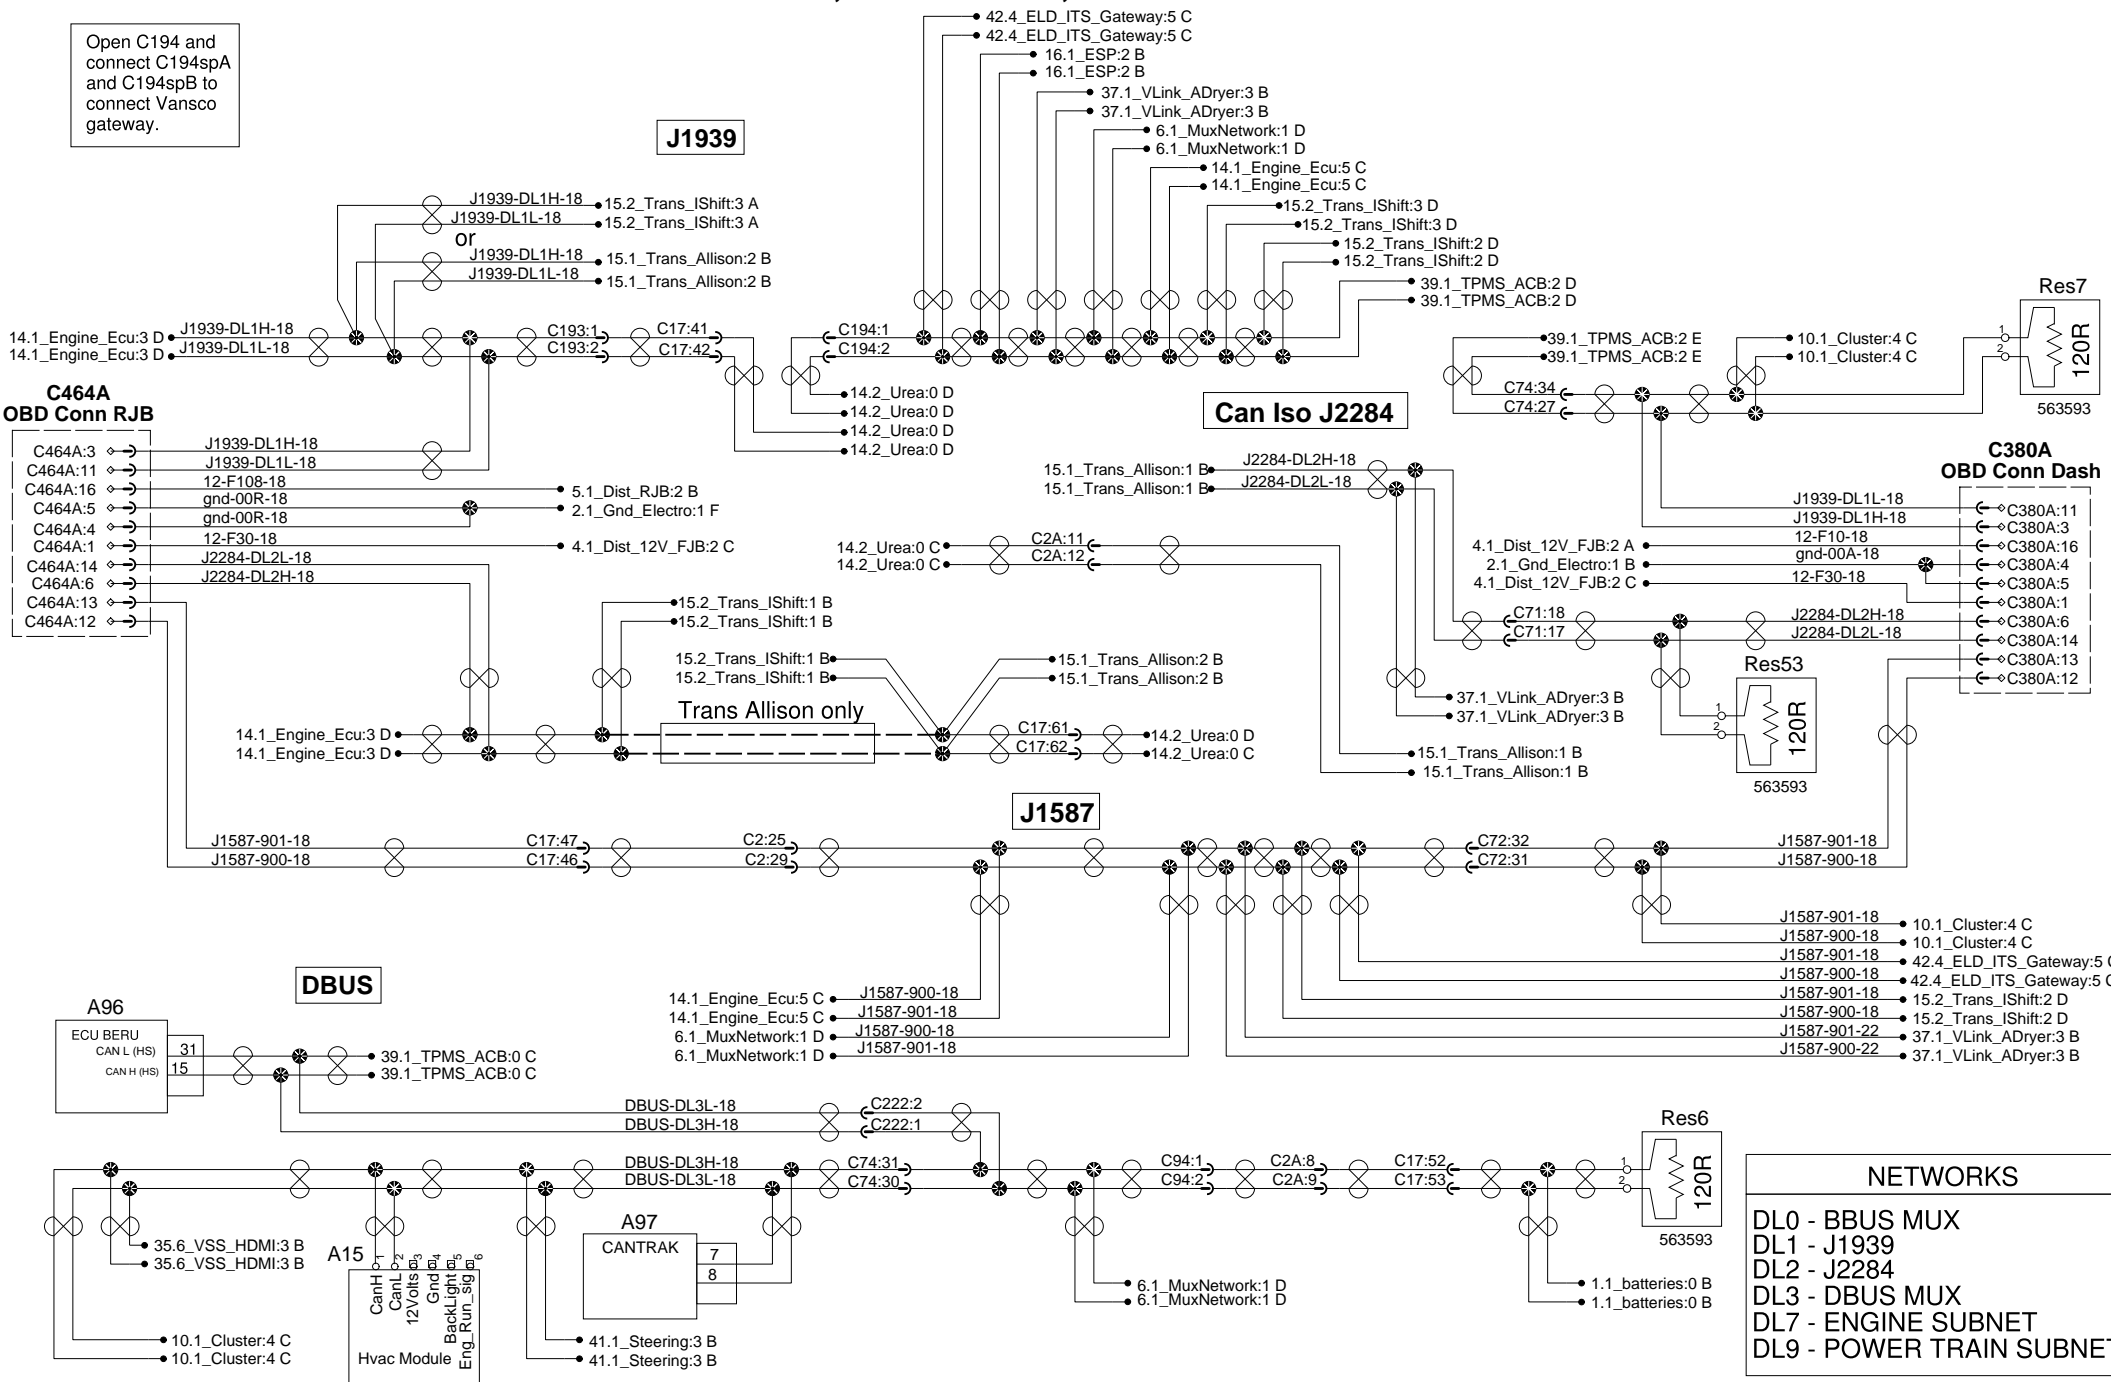 Open C194 and
connect C194spA
and C194spB to
connect Vansco
gateway.
J1939
42.4_ELD_ITS_Gateway:5 C
42.4_ELD_ITS_Gateway:5 C
16.1_ESP:2 B
16.1_ESP:2 B
37.1_VLink_ADryer:3 B
37.1_VLink_ADryer:3 B
6.1_MuxNetwork:1 D
6.1_MuxNetwork:1 D
14.1_Engine_Ecu:5 C
14.1_Engine_Ecu:5 C
15.2_Trans_IShift:3 D
15.2_Trans_IShift:3 D
15.2_Trans_IShift:2 D
15.2_Trans_IShift:2 D
39.1_TPMS_ACB:2 D
39.1_TPMS_ACB:2 D
J1939-DL1H-18 15.2_Trans_IShift:3 A
J1939-DL1L-18 15.2_Trans_IShift:3 A
or
J1939-DL1H-18 15.1_Trans_Allison:2 B
J1939-DL1L-18 15.1_Trans_Allison:2 B
14.1_Engine_Ecu:3 D J1939-DL1H-18 C193:1 C17:41 C194:1
14.1_Engine_Ecu:3 D J1939-DL1L-18 C193:2 C17:42 C194:2
14.2_Urea:0 D
14.2_Urea:0 D
14.2_Urea:0 D
14.2_Urea:0 D
Res7
39.1_TPMS_ACB:2 E 10.1_Cluster:4 C 1
39.1_TPMS_ACB:2 E 10.1_Cluster:4 C 2
120R
C74:34
C74:27
563593
C464A
OBD Conn RJB
C464A:3 J1939-DL1H-18
C464A:11 J1939-DL1L-18
C464A:16 12-F108-18 5.1_Dist_RJB:2 B
C464A:5 gnd-00R-18 2.1_Gnd_Electro:1 F
C464A:4 gnd-00R-18
C464A:1 12-F30-18 4.1_Dist_12V_FJB:2 C
C464A:14 J2284-DL2L-18
C464A:6 J2284-DL2H-18
C464A:13
C464A:12
Can Iso J2284
15.1_Trans_Allison:1 B J2284-DL2H-18
15.1_Trans_Allison:1 B J2284-DL2L-18
14.2_Urea:0 C C2A:11
14.2_Urea:0 C C2A:12
C380A
OBD Conn Dash
J1939-DL1L-18 C380A:11
J1939-DL1H-18 C380A:3
4.1_Dist_12V_FJB:2 A 12-F10-18 C380A:16
2.1_Gnd_Electro:1 B gnd-00A-18 C380A:4
4.1_Dist_12V_FJB:2 C 12-F30-18 C380A:5
C380A:1
C71:18 J2284-DL2H-18 C380A:6
C71:17 J2284-DL2L-18 C380A:14
C380A:13
C380A:12
Res53
1
2
120R
563593
15.2_Trans_IShift:1 B
15.2_Trans_IShift:1 B
15.2_Trans_IShift:1 B 15.1_Trans_Allison:2 B
15.2_Trans_IShift:1 B 15.1_Trans_Allison:2 B
Trans Allison only
14.1_Engine_Ecu:3 D C17:61 14.2_Urea:0 D
14.1_Engine_Ecu:3 D C17:62 14.2_Urea:0 C
37.1_VLink_ADryer:3 B
37.1_VLink_ADryer:3 B
15.1_Trans_Allison:1 B
15.1_Trans_Allison:1 B
J1587
J1587-901-18 C17:47 C2:25 C72:32 J1587-901-18
J1587-900-18 C17:46 C2:29 C72:31 J1587-900-18
J1587-901-18 10.1_Cluster:4 C
J1587-900-18 10.1_Cluster:4 C
J1587-901-18 42.4_ELD_ITS_Gateway:5
J1587-900-18 42.4_ELD_ITS_Gateway:5
J1587-901-18 15.2_Trans_IShift:2 D
J1587-900-18 15.2_Trans_IShift:2 D
J1587-901-22 37.1_VLink_ADryer:3 B
J1587-900-22 37.1_VLink_ADryer:3 B
14.1_Engine_Ecu:5 C J1587-900-18
14.1_Engine_Ecu:5 C J1587-901-18
6.1_MuxNetwork:1 D J1587-900-18
6.1_MuxNetwork:1 D J1587-901-18
DBUS
A96
ECU BERU
CAN L (HS) 31 39.1_TPMS_ACB:0 C
CAN H (HS) 15 39.1_TPMS_ACB:0 C
DBUS-DL3L-18 C222:2
DBUS-DL3H-18 C222:1
DBUS-DL3H-18 C74:31 C94:1 C2A:8 C17:52 1
DBUS-DL3L-18 C74:30 C94:2 C2A:9 C17:53 2
Res6
120R
563593
35.6_VSS_HDMI:3 B
35.6_VSS_HDMI:3 B
A15
1 2 3 4 5 6
CanH
CanL
12Volts
Gnd
BackLight
Eng_Run_sig
Hvac Module
A97
CANTRAK
7
8
10.1_Cluster:4 C
10.1_Cluster:4 C
41.1_Steering:3 B
41.1_Steering:3 B
6.1_MuxNetwork:1 D
6.1_MuxNetwork:1 D
1.1_batteries:0 B
1.1_batteries:0 B
NETWORKS
DL0 - BBUS MUX
DL1 - J1939
DL2 - J2284
DL3 - DBUS MUX
DL7 - ENGINE SUBNET
DL9 - POWER TRAIN SUBNET